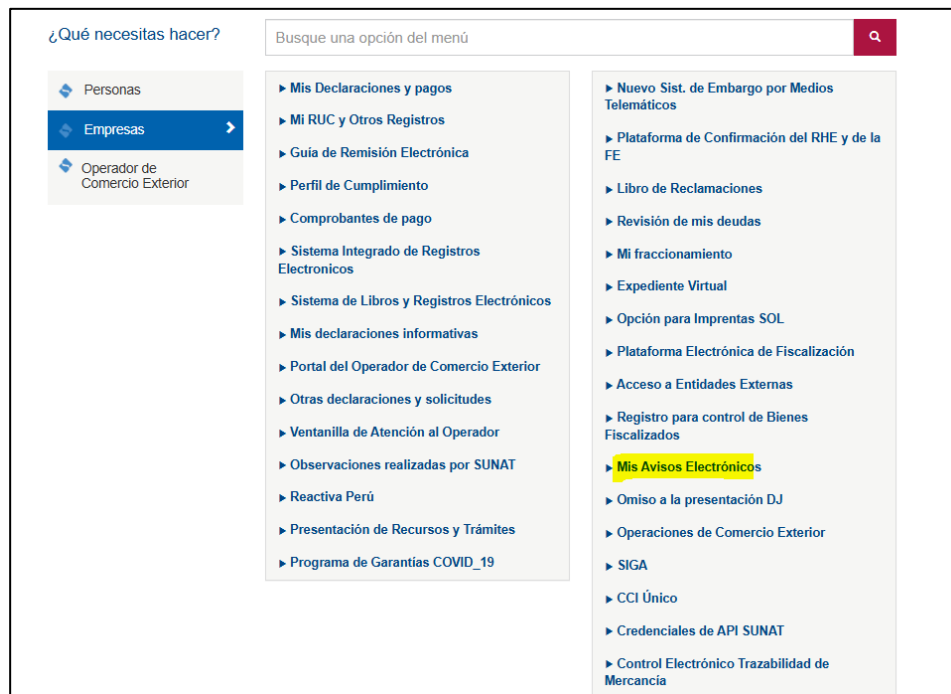 ¿Qué necesitas hacer?
Busque una opción del menú
Personas
Empresas
Operador de
Comercio Exterior
Mis Declaraciones y pagos
Mi RUC y Otros Registros
Guía de Remisión Electrónica
Perfil de Cumplimiento
Comprobantes de pago
Sistema Integrado de Registros
Electronicos
Sistema de Libros y Registros Electrónicos
Mis declaraciones informativas
Portal del Operador de Comercio Exterior
Otras declaraciones y solicitudes
Ventanilla de Atención al Operador
Observaciones realizadas por SUNAT
Reactiva Perú
Presentación de Recursos y Trámites
Programa de Garantías COVID_19
Nuevo Sist. de Embargo por Medios
Telemáticos
Plataforma de Confirmación del RHE y de la
FE
Libro de Reclamaciones
Revisión de mis deudas
Mi fraccionamiento
Expediente Virtual
Opción para Imprentas SOL
Plataforma Electrónica de Fiscalización
Acceso a Entidades Externas
Registro para control de Bienes
Fiscalizados
Mis Avisos Electrónicos
Omiso a la presentación DJ
Operaciones de Comercio Exterior
SIGA
CCI Único
Credenciales de API SUNAT
Control Electrónico Trazabilidad de
Mercancía